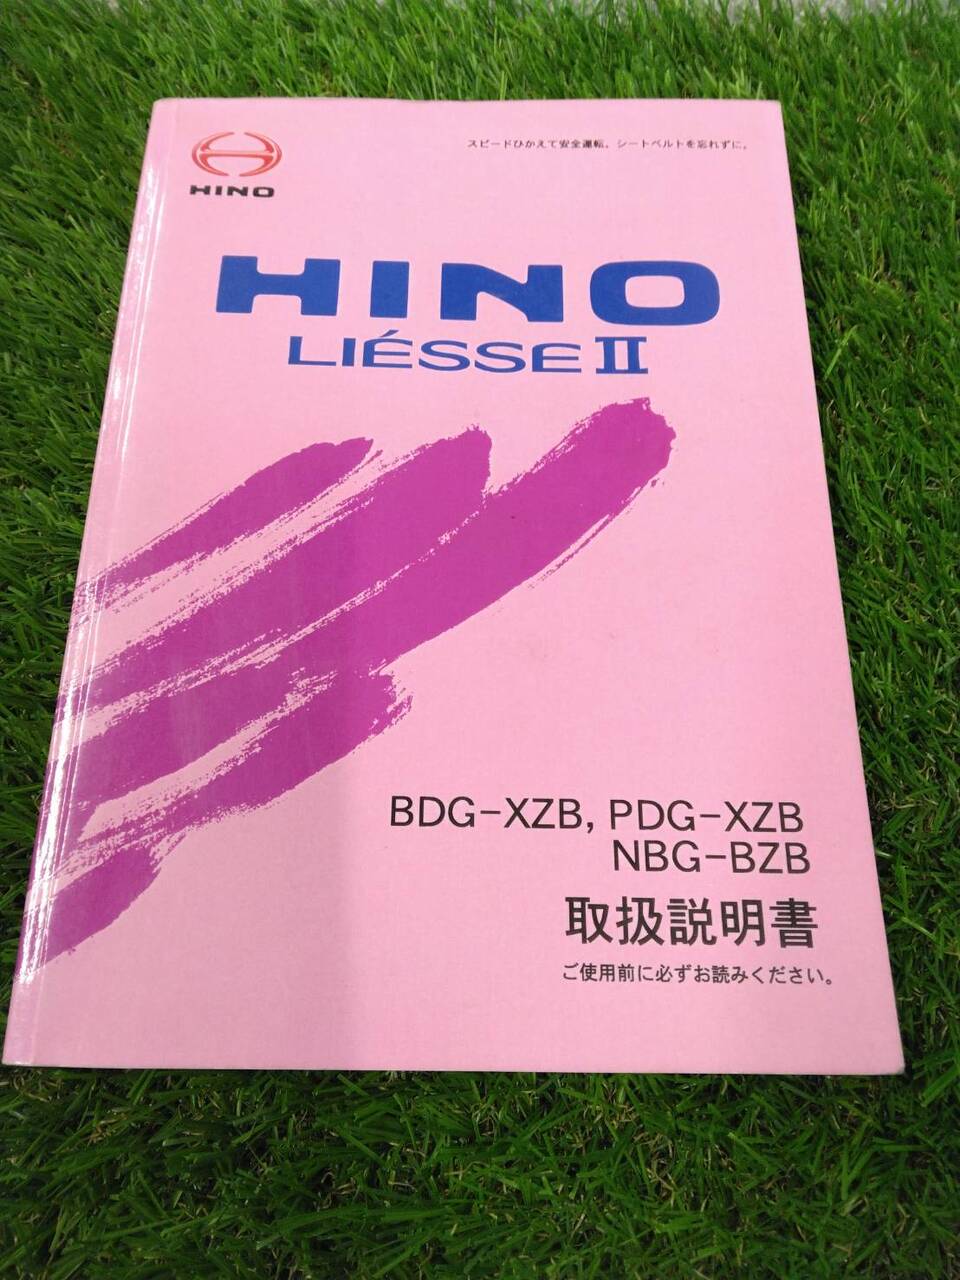 HINO
スピードひかえて安全運転。シートベルトを忘れずに。
HINO
LIÉSSE II
BDG-XZB, PDG-XZB
NBG-BZB
取扱説明書
ご使用前に必ずお読みください。